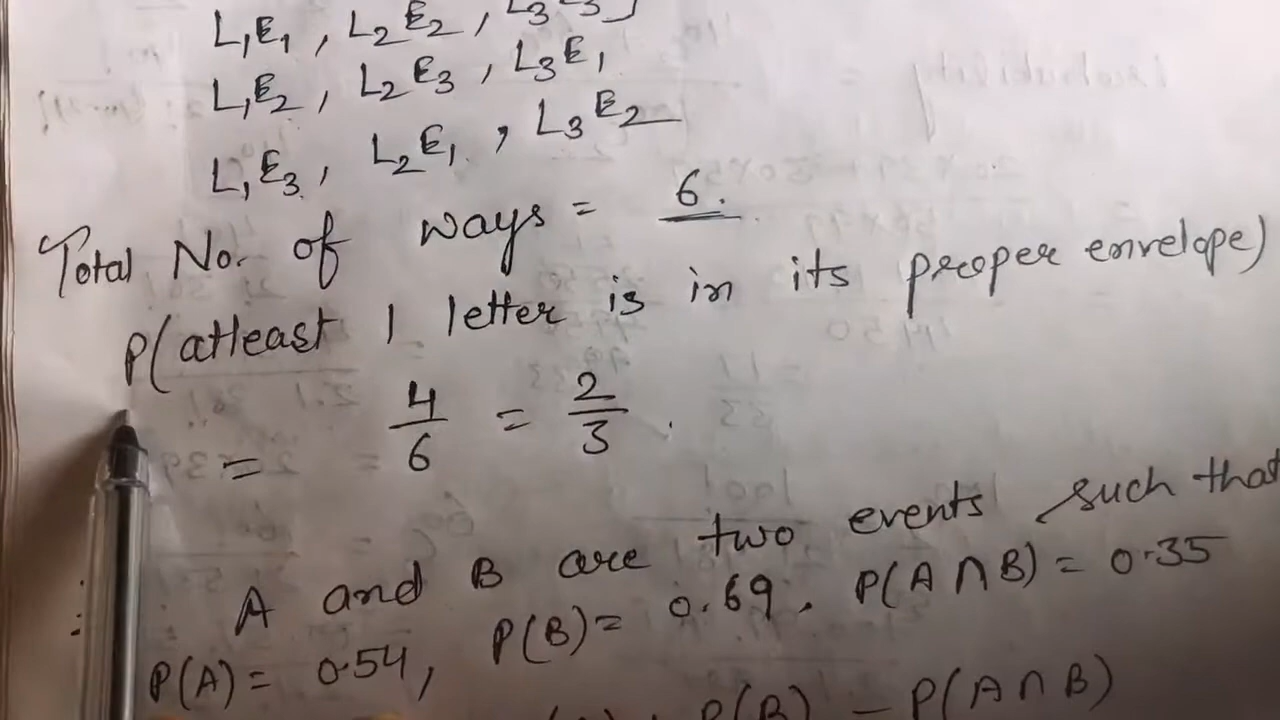 L₁E₁, L₂E₂, L₃E₃
L₁E₂, L₂E₃, L₃E₁
L₁E₃, L₂E₁, L₃E₂
Total No. of ways = 6.
P(atleast 1 letter is in its proper envelope)
= 4/6 = 2/3.
A and B are two events such that
P(A) = 0.54, P(B) = 0.69. P(A∩B) = 0.35
P(B) - P(A∩B)